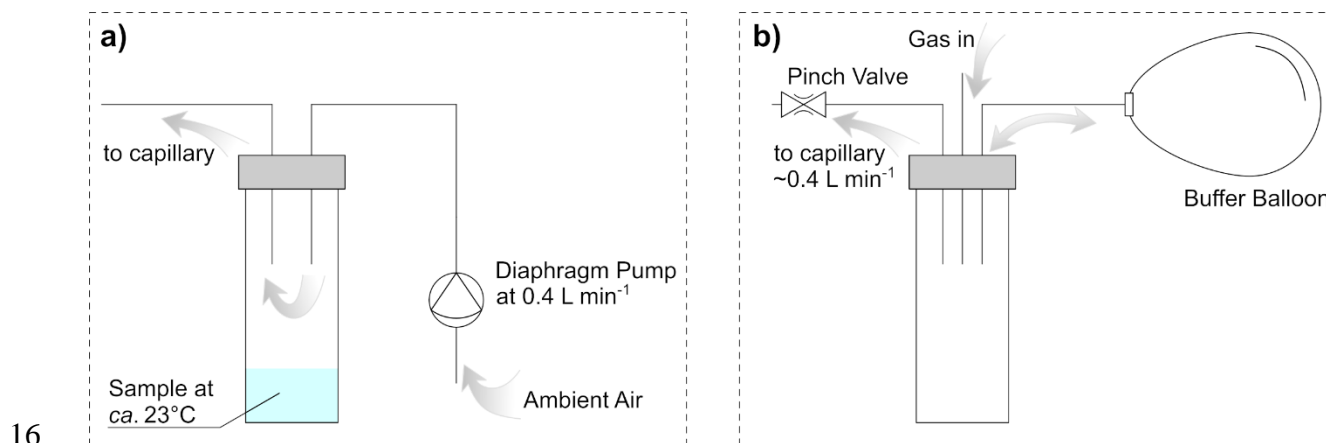 a)
to capillary
Diaphragm Pump
at 0.4 L min⁻¹
Sample at
ca. 23°C
Ambient Air
b)
Gas in
Pinch Valve
to capillary
~0.4 L min⁻¹
Buffer Balloon
16